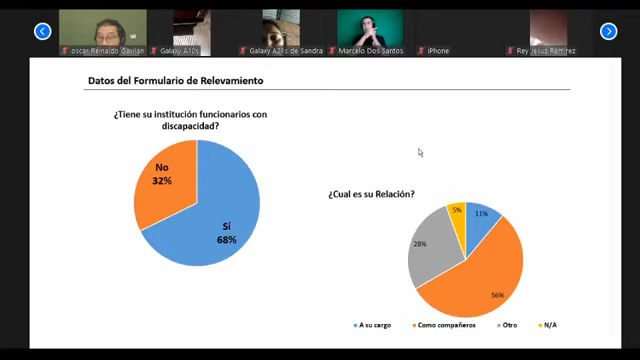 oscar Reinaldo Gavilan
Galaxy A10s
Galaxy A21s de Sandra
Marcelo Dos Santos
iPhone
Rey Jesus Ramirez
Datos del Formulario de Relevamiento
¿Tiene su institución funcionarios con
discapacidad?
No
32%
Sí
68%
¿Cual es su Relación?
5%
11%
28%
56%
A su cargo
Como compañeros
Otro
N/A